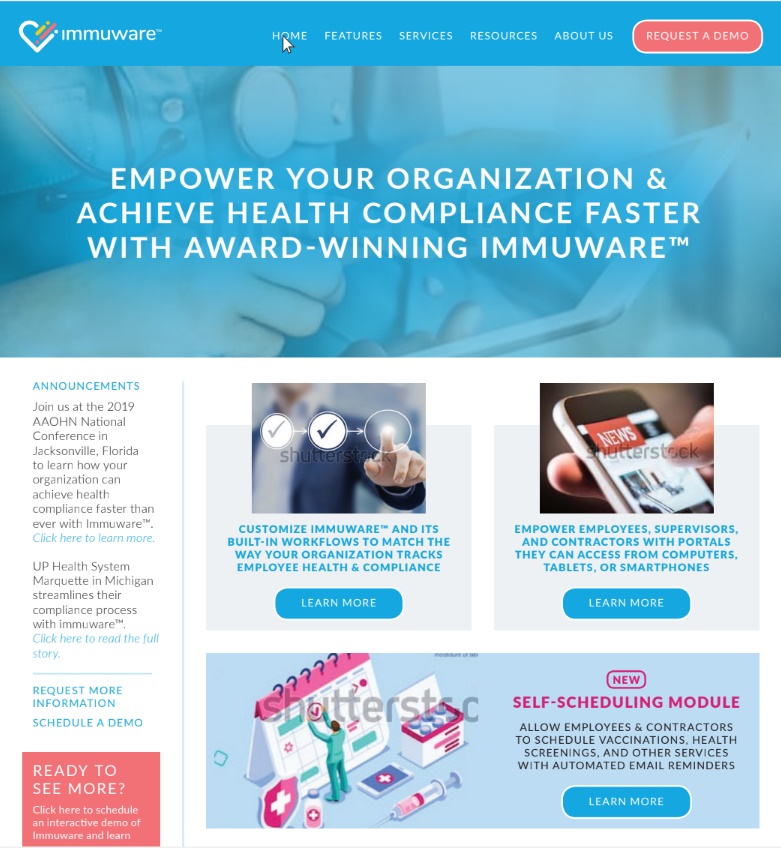 ımmuware™
HOME FEATURES SERVICES RESOURCES ABOUT US REQUEST A DEMO
EMPOWER YOUR ORGANIZATION &
ACHIEVE HEALTH COMPLIANCE FASTER
WITH AWARD-WINNING IMMUWARE™
ANNOUNCEMENTS
Join us at the 2019
AAOHN National
Conference in
Jacksonville, Florida
to learn how your
organization can
achieve health
compliance faster than
ever with Immuware™.
Click here to learn more.
UP Health System
Marquette in Michigan
streamlines their
compliance process
with immuware™.
Click here to read the full
story.
REQUEST MORE
INFORMATION
SCHEDULE A DEMO
READY TO
SEE MORE?
Click here to schedule
an interactive demo of
Immuware and learn
shutterstock
CUSTOMIZE IMMUWARE™ AND ITS
BUILT-IN WORKFLOWS TO MATCH THE
WAY YOUR ORGANIZATION TRACKS
EMPLOYEE HEALTH & COMPLIANCE
LEARN MORE
NEWS
shutterstock
EMPOWER EMPLOYEES, SUPERVISORS,
AND CONTRACTORS WITH PORTALS
THEY CAN ACCESS FROM COMPUTERS,
TABLETS, OR SMARTPHONES
LEARN MORE
shutterstoc
NEW
SELF-SCHEDULING MODULE
ALLOW EMPLOYEES & CONTRACTORS
TO SCHEDULE VACCINATIONS, HEALTH
SCREENINGS, AND OTHER SERVICES
WITH AUTOMATED EMAIL REMINDERS
LEARN MORE